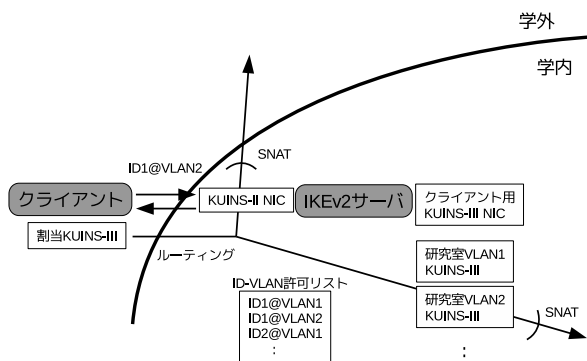 学外
学内
SNAT
ID1@VLAN2
クライアント
KUINS-II NIC
IKEv2サーバ
クライアント用
KUINS-III NIC
割当KUINS-III
ルーティング
研究室VLAN1
KUINS-III
ID-VLAN許可リスト
ID1@VLAN1
ID1@VLAN2
ID2@VLAN1
:
研究室VLAN2
KUINS-III
SNAT
: